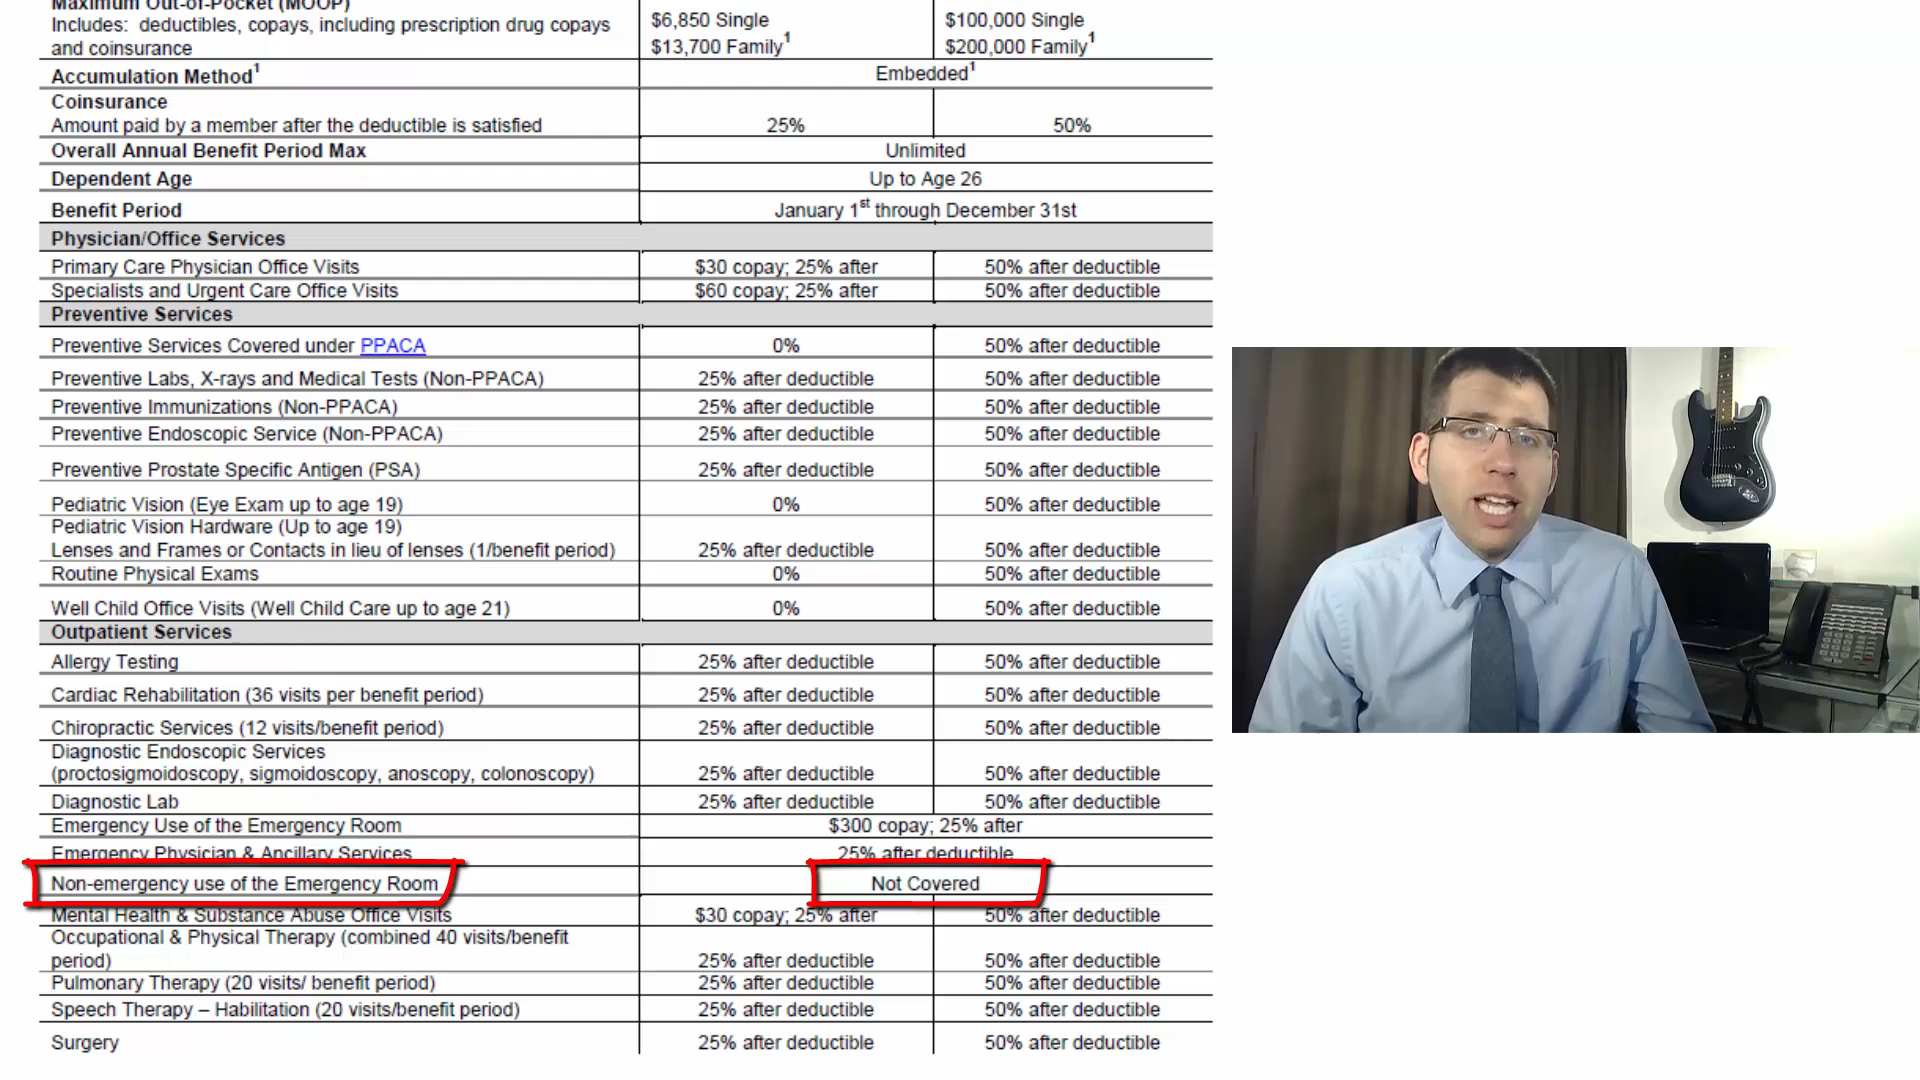 Maximum Out-of-Pocket (MOOP)
Includes: deductibles, copays, including prescription drug copays and coinsurance
$6,850 Single
$13,700 Family1
$100,000 Single
$200,000 Family1
Accumulation Method1
Embedded1
Coinsurance
Amount paid by a member after the deductible is satisfied
25%
50%
Overall Annual Benefit Period Max
Unlimited
Dependent Age
Up to Age 26
Benefit Period
January 1st through December 31st
Physician/Office Services
Primary Care Physician Office Visits
$30 copay; 25% after
50% after deductible
Specialists and Urgent Care Office Visits
$60 copay; 25% after
50% after deductible
Preventive Services
Preventive Services Covered under PPACA
0%
50% after deductible
Preventive Labs, X-rays and Medical Tests (Non-PPACA)
25% after deductible
50% after deductible
Preventive Immunizations (Non-PPACA)
25% after deductible
50% after deductible
Preventive Endoscopic Service (Non-PPACA)
25% after deductible
50% after deductible
Preventive Prostate Specific Antigen (PSA)
25% after deductible
50% after deductible
Pediatric Vision (Eye Exam up to age 19)
0%
50% after deductible
Pediatric Vision Hardware (Up to age 19)
Lenses and Frames or Contacts in lieu of lenses (1/benefit period)
25% after deductible
50% after deductible
Routine Physical Exams
0%
50% after deductible
Well Child Office Visits (Well Child Care up to age 21)
0%
50% after deductible
Outpatient Services
Allergy Testing
25% after deductible
50% after deductible
Cardiac Rehabilitation (36 visits per benefit period)
25% after deductible
50% after deductible
Chiropractic Services (12 visits/benefit period)
25% after deductible
50% after deductible
Diagnostic Endoscopic Services
(proctosigmoidoscopy, sigmoidoscopy, anoscopy, colonoscopy)
25% after deductible
50% after deductible
Diagnostic Lab
25% after deductible
50% after deductible
Emergency Use of the Emergency Room
$300 copay; 25% after
Emergency Physician & Ancillary Services
25% after deductible
Non-emergency use of the Emergency Room
Not Covered
Mental Health & Substance Abuse Office Visits
$30 copay; 25% after
50% after deductible
Occupational & Physical Therapy (combined 40 visits/benefit
period)
25% after deductible
50% after deductible
Pulmonary Therapy (20 visits/ benefit period)
25% after deductible
50% after deductible
Speech Therapy – Habilitation (20 visits/benefit period)
25% after deductible
50% after deductible
Surgery
25% after deductible
50% after deductible